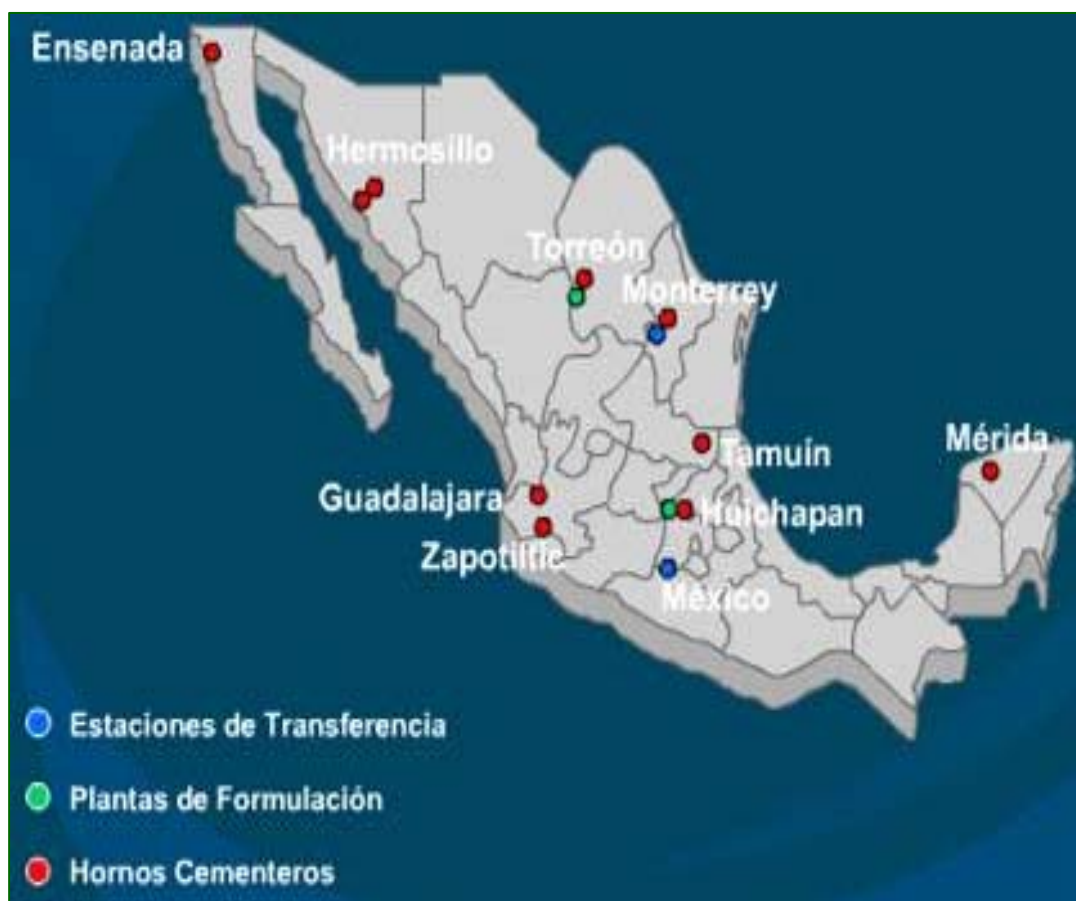 Ensenada
Hermosillo
Torreón
Monterrey
Tamuín
Mérida
Guadalajara
Huichapan
Zapotiltic
México
Estaciones de Transferencia
Plantas de Formulación
Hornos Cementeros